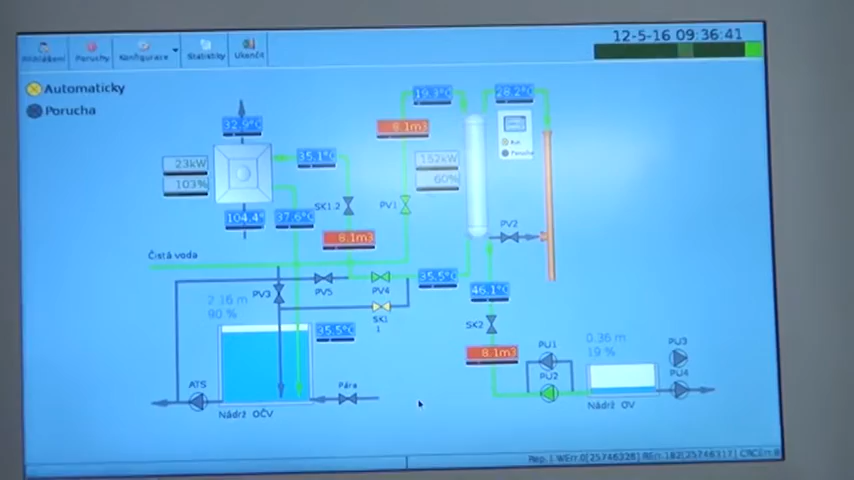 12-5-16 09:36:41
Přihlášení Poruchy Konfigurace Statistiky Ukončit
Automaticky
Porucha
19.3°C
28.2°C
32.9°C
8.1m3
Run
Porucha
35.1°C
23kW
103%
152kW
60%
SK1.2
PV1
104.4°
37.6°C
PV2
8.1m3
Čistá voda
35.5°C
PV3
PV5
PV4
46.1°C
2.16 m
90 %
SK1
1
35.5°C
SK2
8.1m3
PU1
0.36 m
19 %
PU3
PU2
PU4
ATS
Pára
Nádrž OČV
Nádrž OV